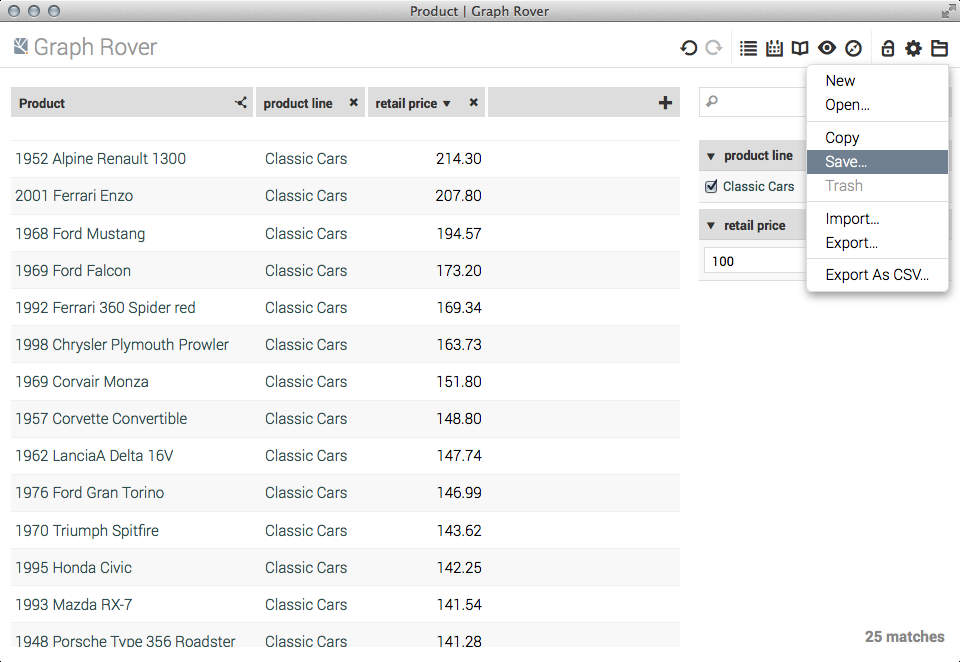 Product | Graph Rover
Graph Rover
Product product line retail price
1952 Alpine Renault 1300 Classic Cars 214.30
2001 Ferrari Enzo Classic Cars 207.80
1968 Ford Mustang Classic Cars 194.57
1969 Ford Falcon Classic Cars 173.20
1992 Ferrari 360 Spider red Classic Cars 169.34
1998 Chrysler Plymouth Prowler Classic Cars 163.73
1969 Corvair Monza Classic Cars 151.80
1957 Corvette Convertible Classic Cars 148.80
1962 LanciaA Delta 16V Classic Cars 147.74
1976 Ford Gran Torino Classic Cars 146.99
1970 Triumph Spitfire Classic Cars 143.62
1995 Honda Civic Classic Cars 142.25
1993 Mazda RX-7 Classic Cars 141.54
1948 Porsche Type 356 Roadster Classic Cars 141.28
product line
Classic Cars
retail price
100
New
Open...
Copy
Save...
Trash
Import...
Export...
Export As CSV...
25 matches